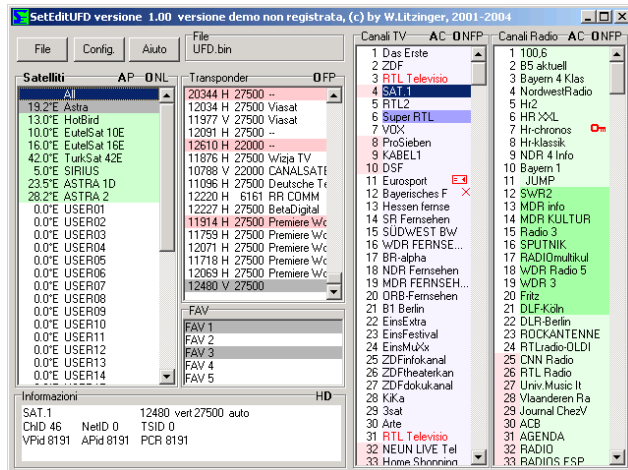 SetEditUFD versione 1.00 versione demo non registrata, (c) by W.Litzinger, 2001-2004
File Config. Aiuto
File
UFD.bin
Satelliti AP ONL
All
19.2°E Astra
13.0°E HotBird
10.0°E EutelSat 10E
16.0°E EutelSat 16E
42.0°E TurkSat 42E
5.0°E SIRIUS
23.5°E ASTRA 1D
28.2°E ASTRA 2
0.0°E USER01
0.0°E USER02
0.0°E USER03
0.0°E USER04
0.0°E USER05
0.0°E USER06
0.0°E USER07
0.0°E USER08
0.0°E USER09
0.0°E USER10
0.0°E USER11
0.0°E USER12
0.0°E USER13
0.0°E USER14
Transponder OFP
20344 H 27500 --
12034 H 27500 Viasat
11977 V 27500 Viasat
12091 H 27500 --
12610 H 22000 --
11876 H 27500 Wizja TV
10788 V 22000 CANALSATE
11096 H 27500 Deutsche Te
12220 H 6161 RR COMM
12227 H 27500 BetaDigital
11914 H 27500 Premiere Wo
11759 H 27500 Premiere Wo
12071 H 27500 Premiere Wo
11718 H 27500 Premiere Wo
12069 H 27500 Premiere Wo
12480 V 27500
FAV
FAV 1
FAV 2
FAV 3
FAV 4
FAV 5
Informazioni HD
SAT.1 12480 vert 27500 auto
ChID 46 NetID 0 TSID 0
VPid 8191 APid 8191 PCR 8191
Canali TV AC ONFP
1 Das Erste
2 ZDF
3 RTL Televisio
4 SAT.1
5 RTL2
6 Super RTL
7 VOX
8 ProSieben
9 KABEL1
10 DSF
11 Eurosport
12 Bayerisches F
13 Hessen fernse
14 SR Fernsehen
15 SÜDWEST BW
16 WDR FERNSE...
17 BR-alpha
18 NDR Fernsehen
19 MDR FERNSEH...
20 ORB-Fernsehen
21 B1 Berlin
22 EinsExtra
23 EinsFestival
24 EinsMuXx
25 ZDFinfokanal
26 ZDFtheaterkan
27 ZDFdokukanal
28 KiKa
29 3sat
30 Arte
31 RTL Televisio
32 NEUN LIVE Tel
33 Home Shopping
Canali Radio AC ONFP
1 100,6
2 B5 aktuell
3 Bayern 4 Klas
4 NordwestRadio
5 Hr2
6 HR XXL
7 Hr-chronos
8 Hr-klassik
9 NDR 4 Info
10 Bayern 1
11 JUMP
12 SWR2
13 MDR info
14 MDR KULTUR
15 Radio 3
16 SPUTNIK
17 RADIOmultikul
18 WDR Radio 5
19 WDR 3
20 Fritz
21 DLF-Köln
22 DLR-Berlin
23 ROCKANTENNE
24 RTLradio-OLDI
25 CNN Radio
26 RTL Radio
27 Univ.Music It
28 Vlaanderen Ra
29 Journal ChezV
30 ACB
31 AGENDA
32 RADIO
33 RADIOS ESP